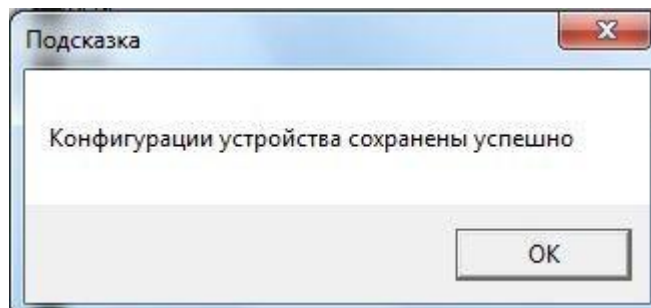 Подсказка
Конфигурации устройства сохранены успешно
OK